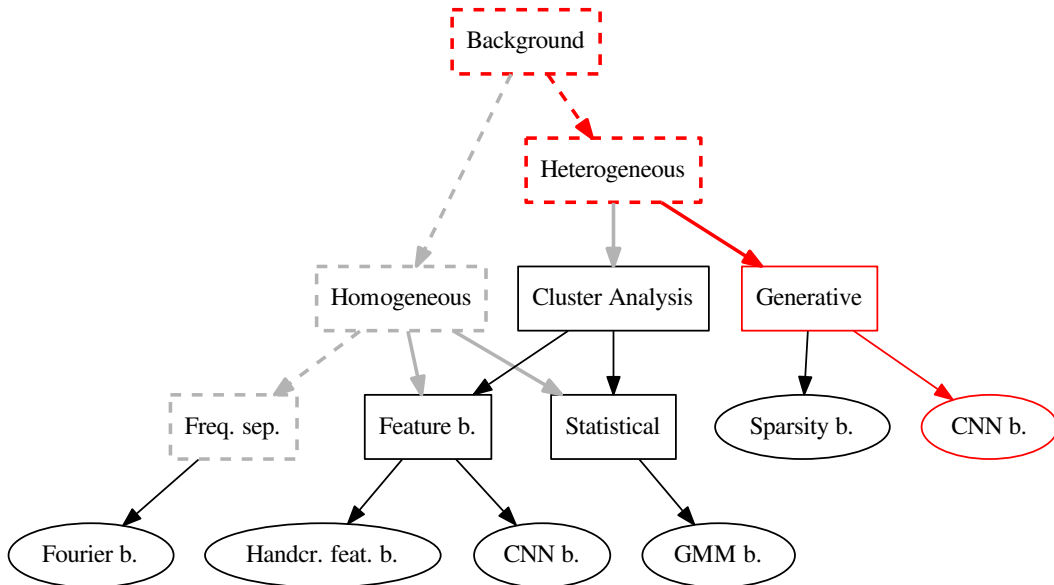 Background
Heterogeneous
Homogeneous
Cluster Analysis
Generative
Freq. sep.
Feature b.
Statistical
Sparsity b.
CNN b.
Fourier b.
Handcr. feat. b.
CNN b.
GMM b.